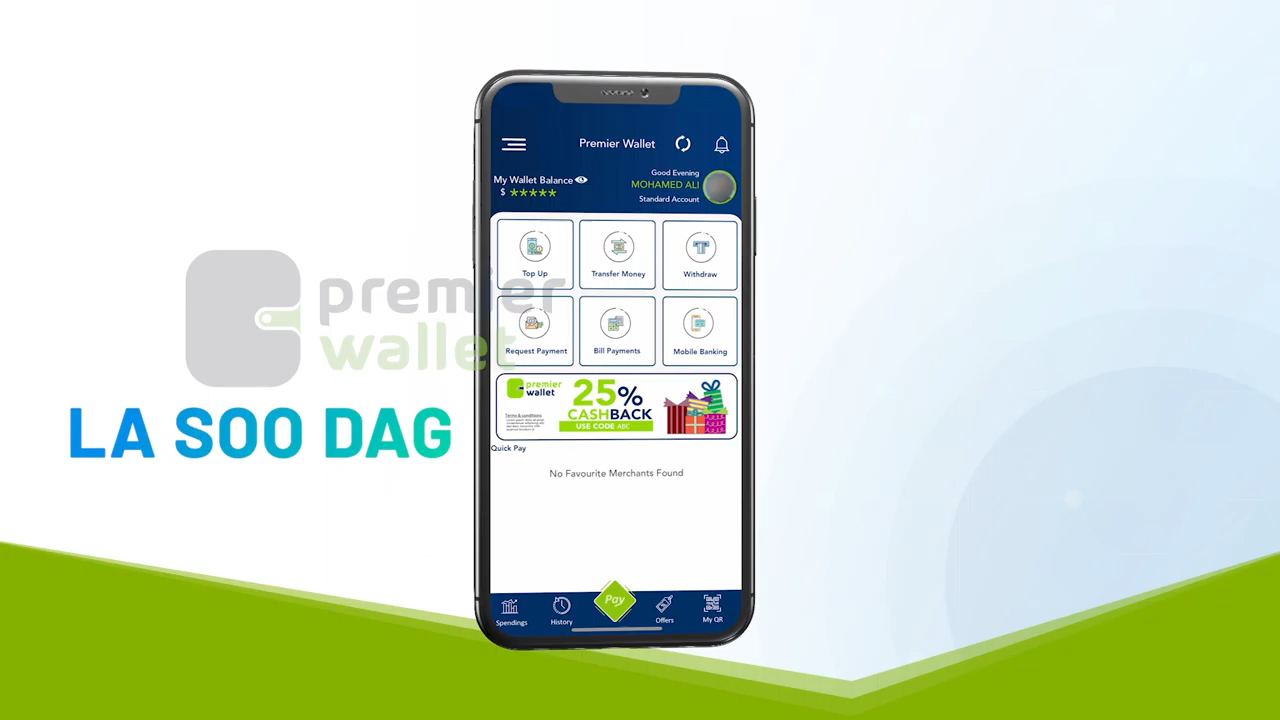 premier
wallet
LA SOO DAG
Premier Wallet
My Wallet Balance
$ *****
Good Evening
MOHAMED ALI
Standard Account
Top Up
Transfer Money
Withdraw
Request Payment
Bill Payments
Mobile Banking
premier
wallet
Terms & conditions
25%
CASHBACK
USE CODE ABC
Quick Pay
No Favourite Merchants Found
Spendings
History
Pay
Offers
My QR